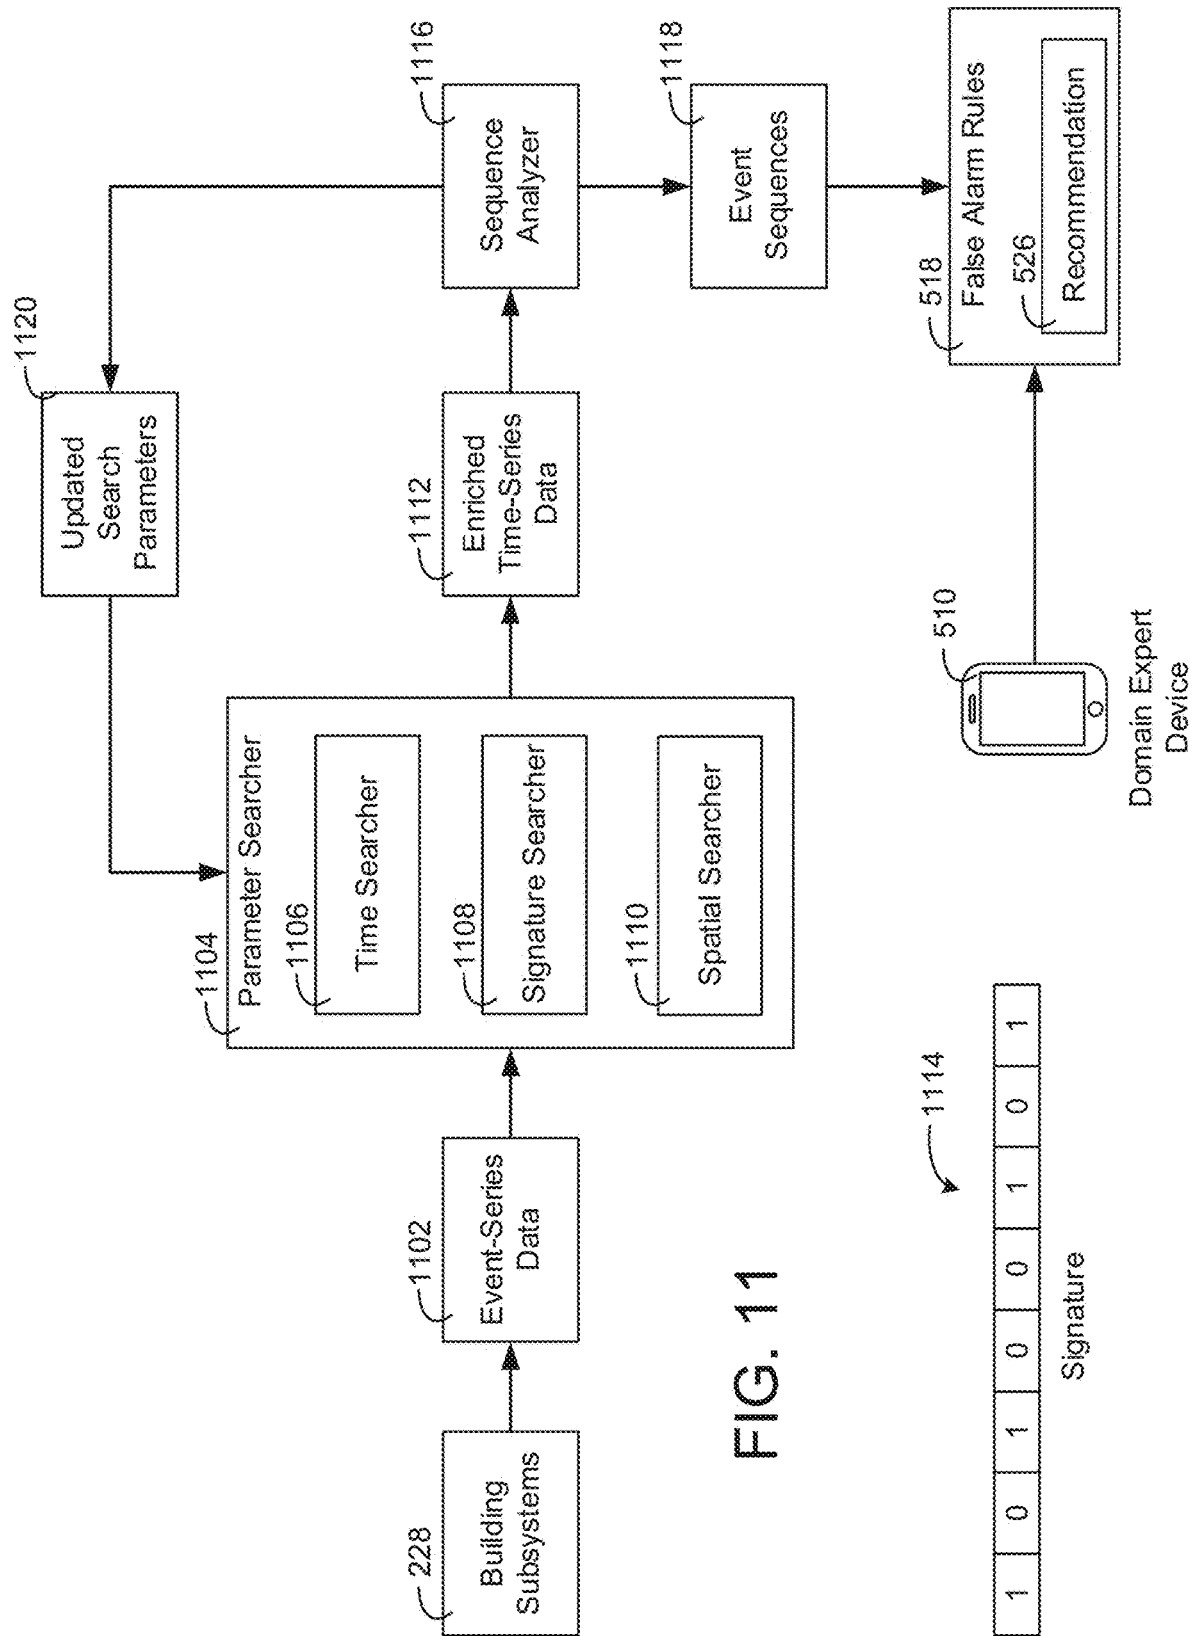 228
Building
Subsystems
1102
Event-Series
Data
1104
Parameter Searcher
1106
Time Searcher
1108
Signature Searcher
1110
Spatial Searcher
1120
Updated
Search
Parameters
1112
Enriched
Time-Series
Data
1116
Sequence
Analyzer
1118
Event
Sequences
518
False Alarm Rules
526
Recommendation
510
Domain Expert
Device
FIG. 11
1114
1 0 1 0 0 1 0 1
Signature